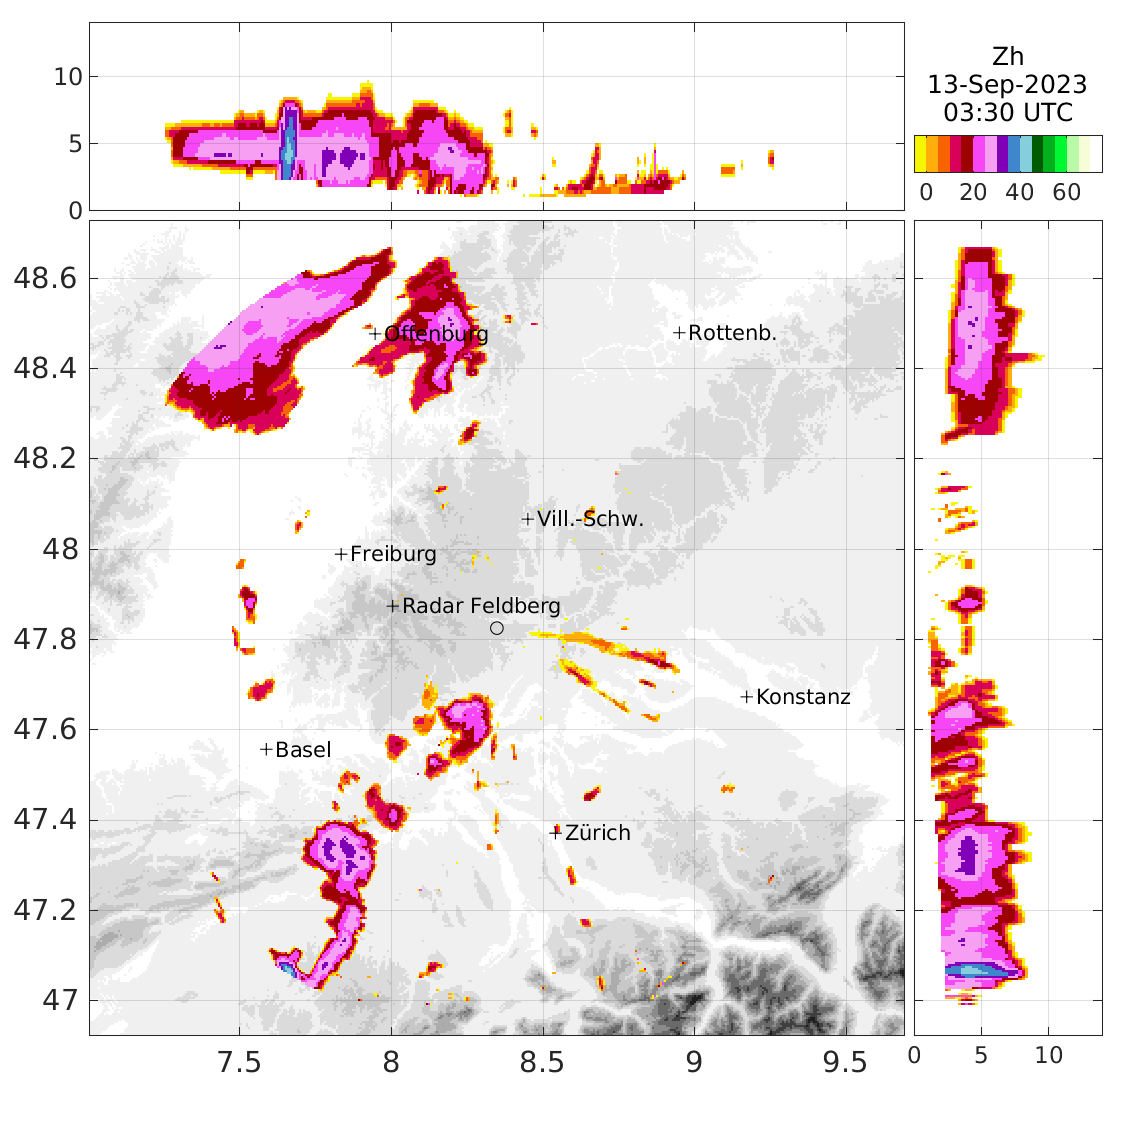 10
5
0
Zh
13-Sep-2023
03:30 UTC
0 20 40 60
48.6
48.4
48.2
48
47.8
47.6
47.4
47.2
47
Offenburg
Rottenb.
Vill.-Schw.
Freiburg
Radar Feldberg
Konstanz
Basel
Zürich
7.5 8 8.5 9 9.5
0 5 10